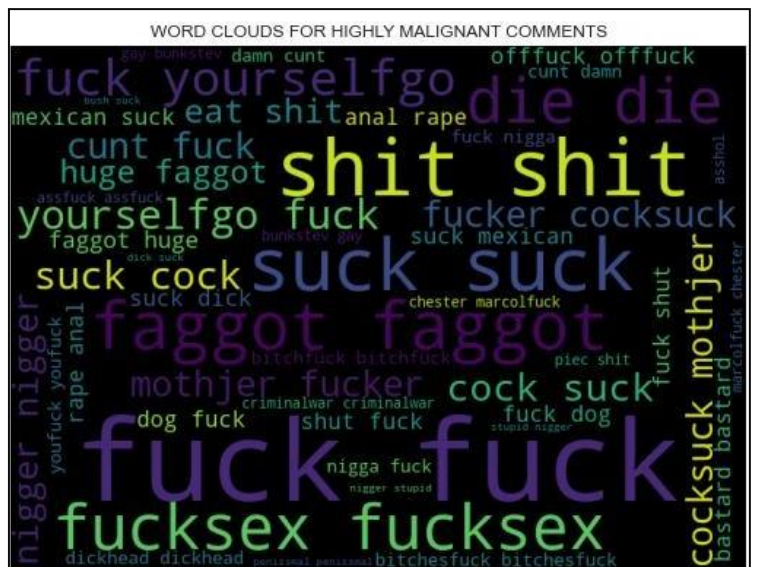 WORD CLOUDS FOR HIGHLY MALIGNANT COMMENTS
gay bunkstev
damn cunt
offfuck offfuck
fuck yourselfgo
cunt damn
die die
bush suck
mexican suck
eat shit
anal rape
fuck nigga
cunt fuck
shit shit
asshol
huge faggot
assfuck assfuck
yourselfgo fuck
fucker cocksuck
faggot huge
bunkstev gay
suck mexican
dick suck
suck cock
suck suck
suck dick
chester marcolfuck
faggot faggot
bitchfuck bitchfuck
piec shit
fuck shut
cocksuck mothjer
marcolfuck chester
nigger nigger
youfuck youfuck
rape anal
mothjer fucker
cock suck
criminalwar criminalwar
dog fuck
shut fuck
fuck dog
stupid nigger
bastard bastard
fuck fuck
nigga fuck
nigger stupid
fucksex fucksex
dickhead dickhead
penissmal penissmal
bitchesfuck bitchesfuck